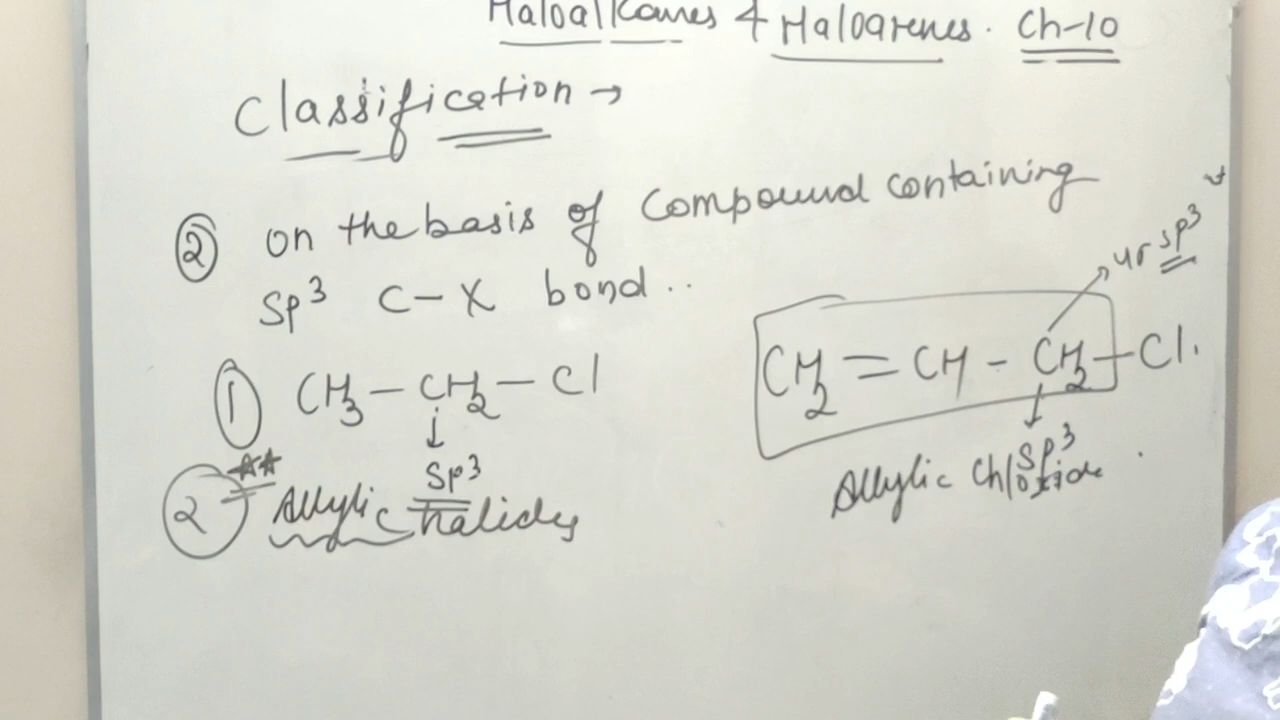 Haloalkanes & Haloarenes. Ch-10
Classification →
② on the basis of Compound containing
Sp³ C-X bond..
① CH₃-CH₂-Cl
↓
Sp³
② ** Allylic halides
sp³
CH₂=CH-CH₂-Cl.
↓
Sp³
Allylic Chloride.